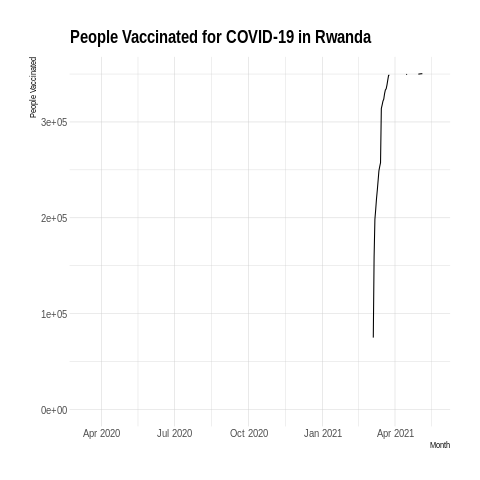 People Vaccinated for COVID-19 in Rwanda
People Vaccinated
3e+05
2e+05
1e+05
0e+00
Apr 2020 Jul 2020 Oct 2020 Jan 2021 Apr 2021
Month